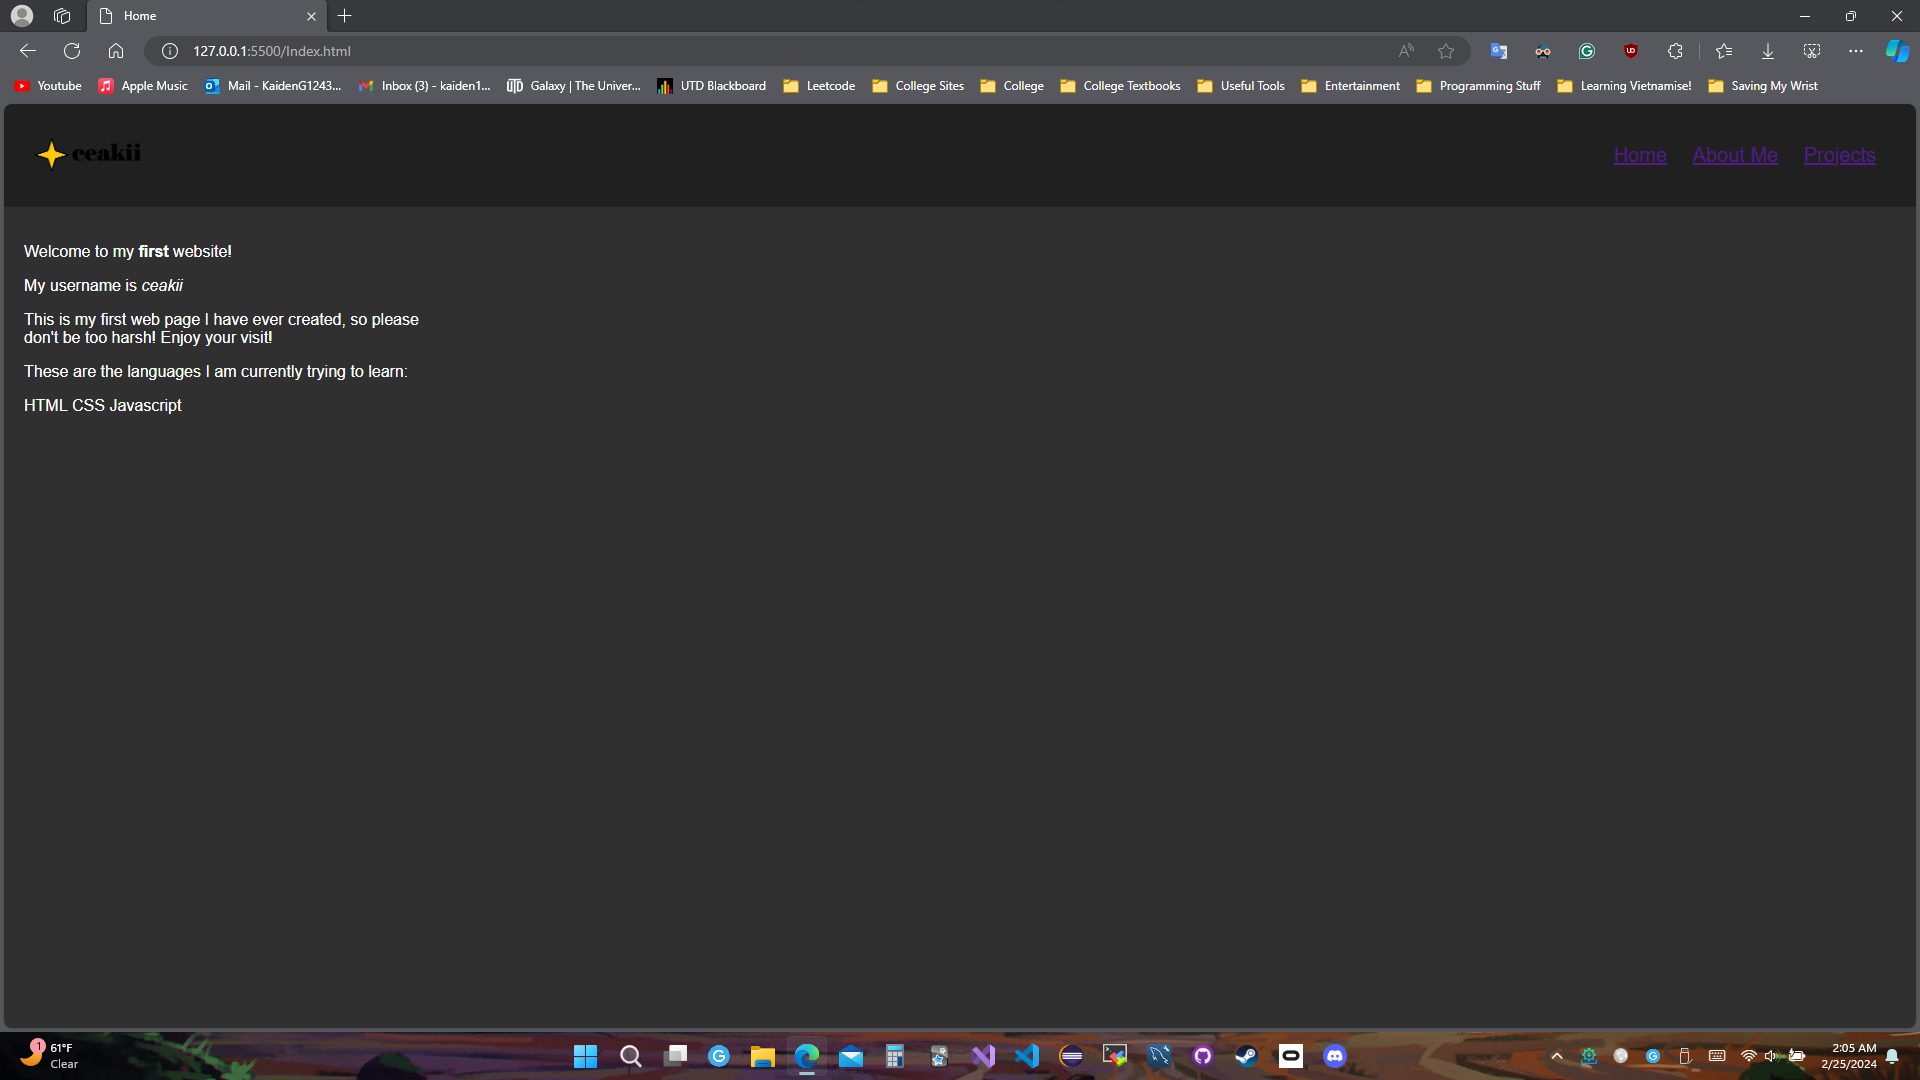 Home
127.0.0.1:5500/Index.html
Youtube
Apple Music
Mail - KaidenG1243...
Inbox (3) - kaiden1...
Galaxy | The Univer...
UTD Blackboard
Leetcode
College Sites
College
College Textbooks
Useful Tools
Entertainment
Programming Stuff
Learning Vietnamise!
Saving My Wrist
ceakii
Home
About Me
Projects
Welcome to my first website!
My username is ceakii
This is my first web page I have ever created, so please
don't be too harsh! Enjoy your visit!
These are the languages I am currently trying to learn:
HTML CSS Javascript
1
61°F
Clear
2:05 AM
2/25/2024